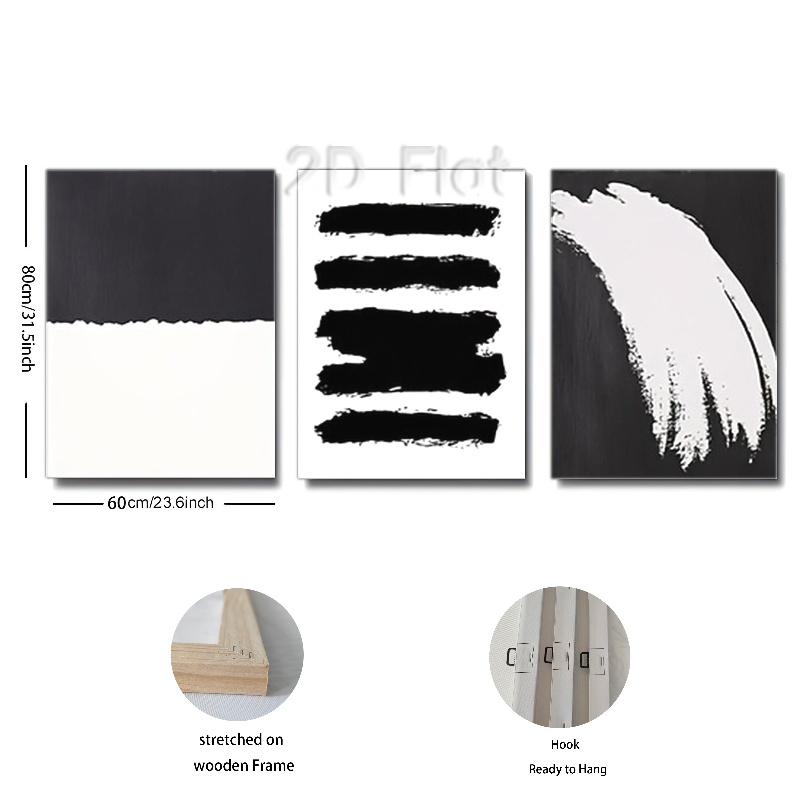 2D Flat
80cm/31.5inch
60cm/23.6inch
stretched on
wooden Frame
Hook
Ready to Hang